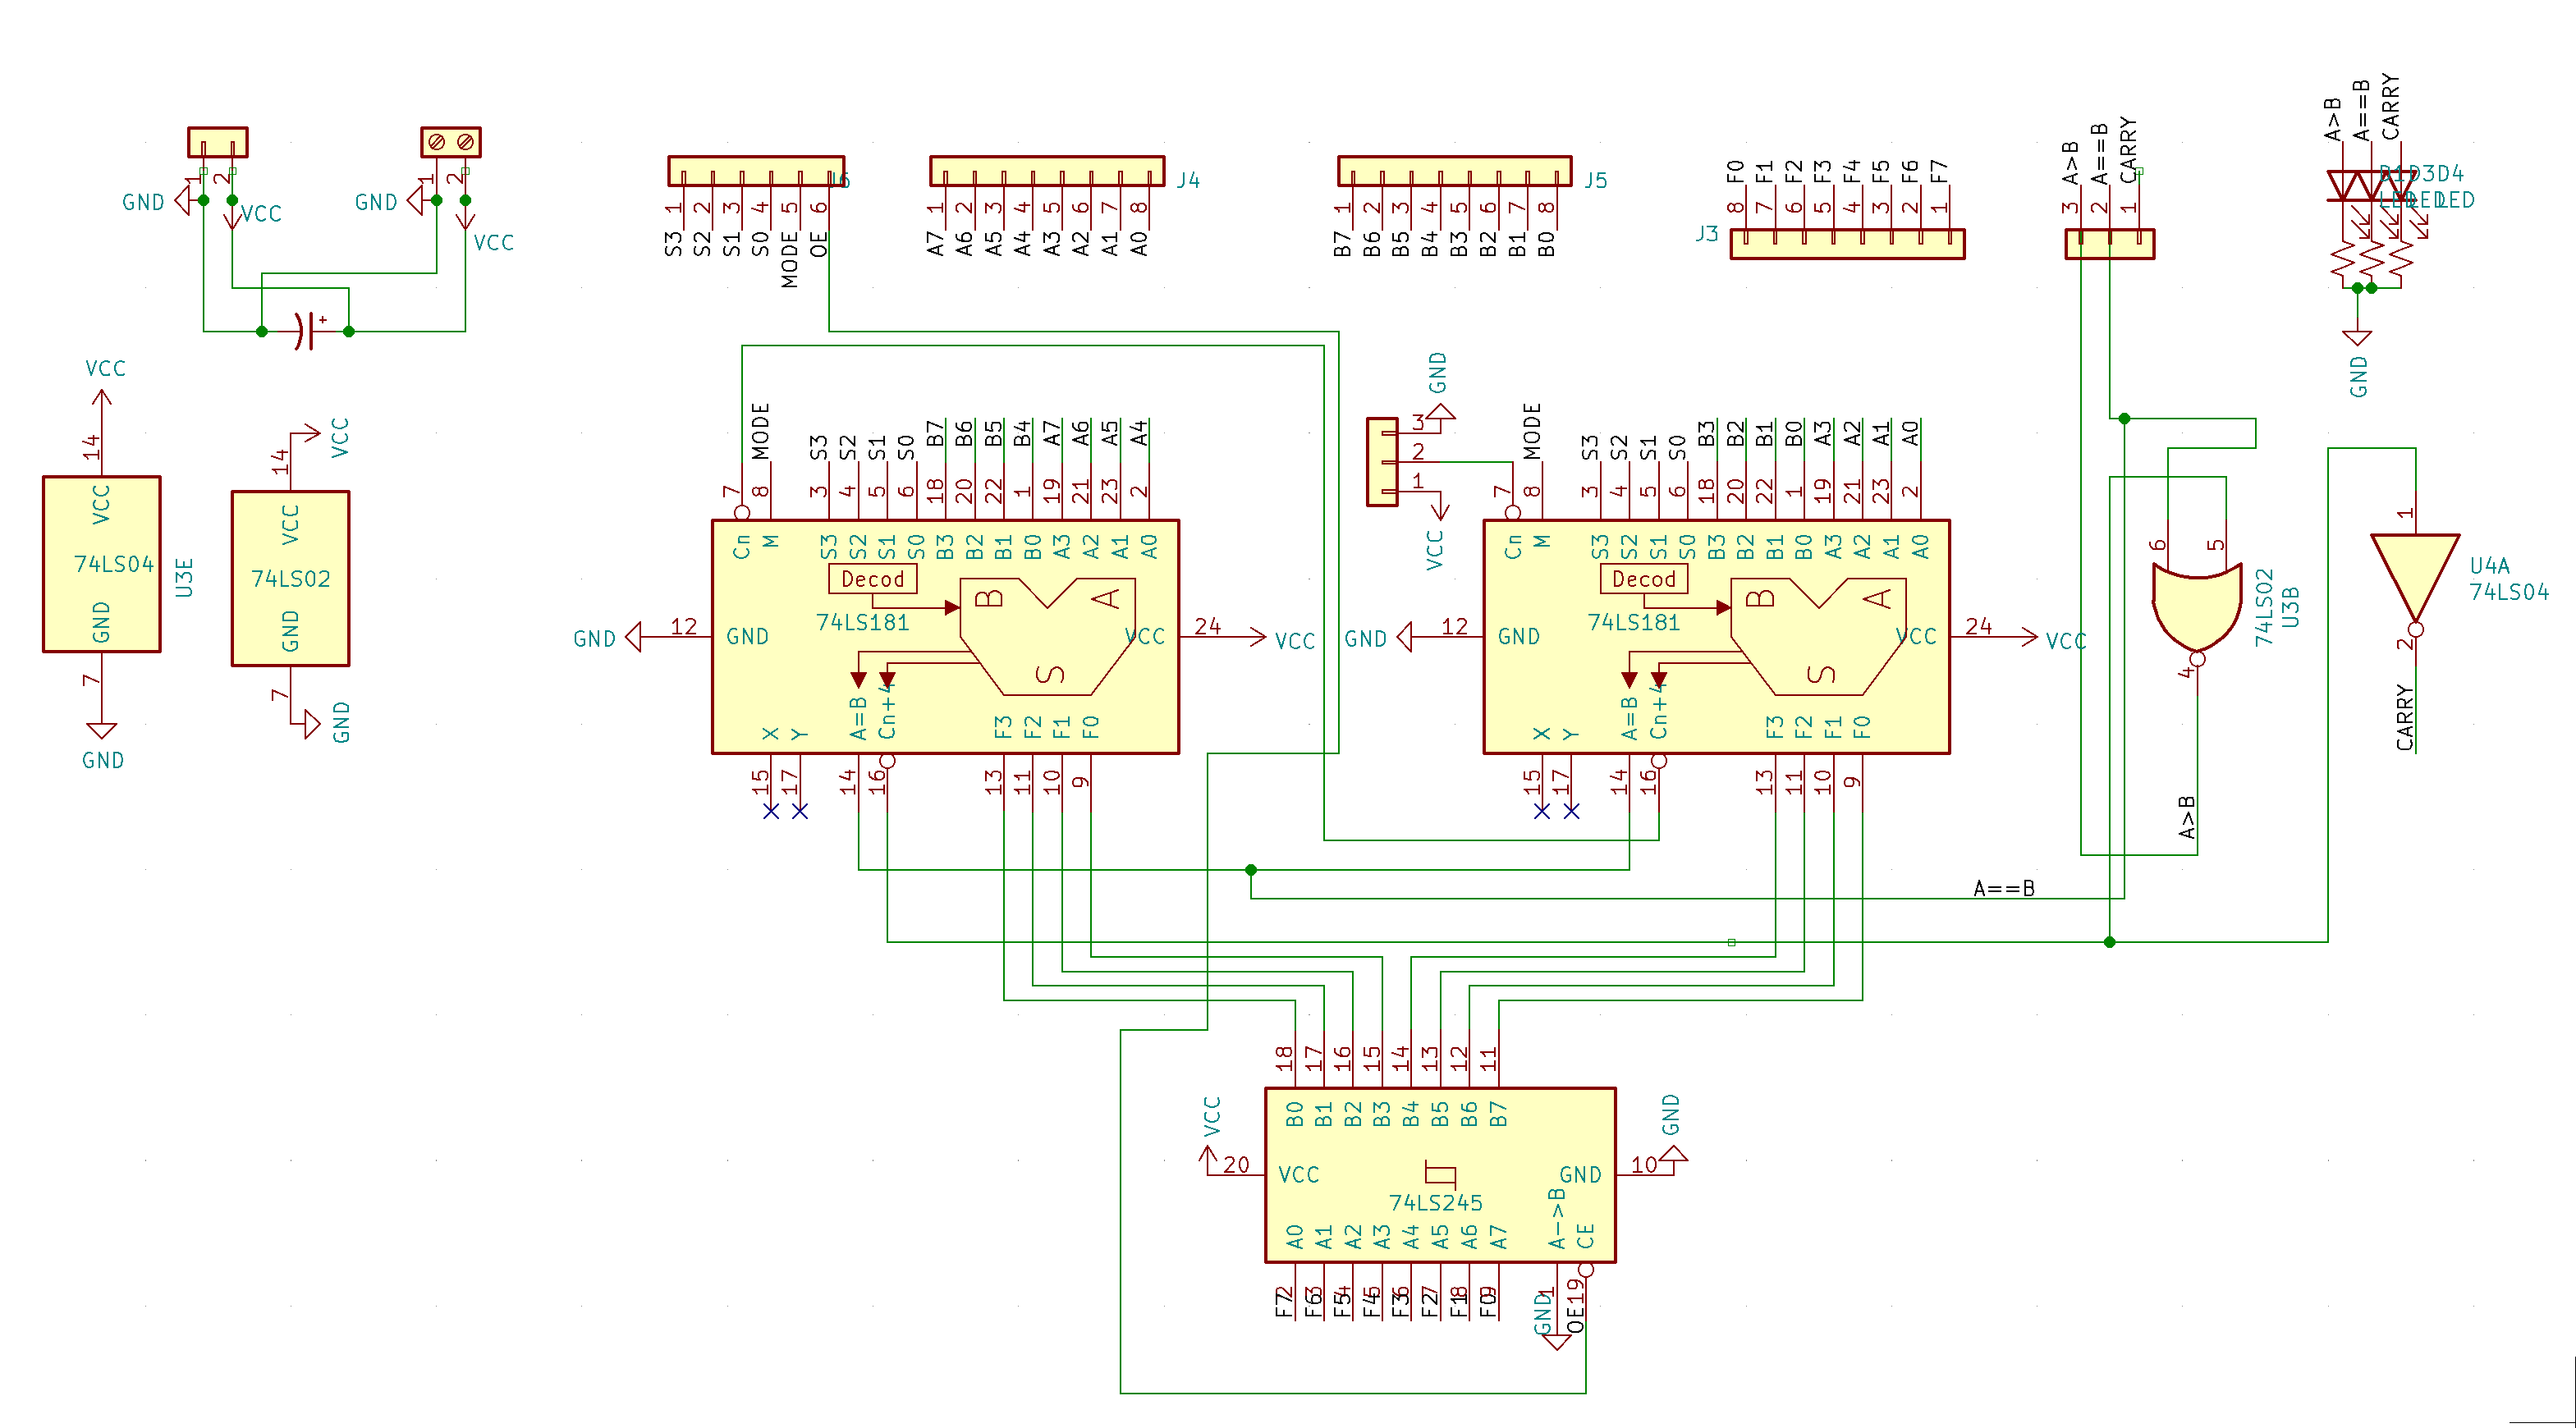 A>B
A==B
CARRY
A>B
A==B
CARRY
1
2
GND
VCC
1
2
GND
VCC
J6
1
2
3
4
5
6
S3
S2
S1
S0
MODE
OE
J4
1
2
3
4
5
6
7
8
A7
A6
A5
A4
A3
A2
A1
A0
J5
1
2
3
4
5
6
7
8
B7
B6
B5
B4
B3
B2
B1
B0
F0
F1
F2
F3
F4
F5
F6
F7
8
7
6
5
4
3
2
1
J3
3
2
1
D1 D3 D4
LED LED LED
GND
VCC
14
VCC
74LS04
GND
U3E
7
GND
VCC
14
VCC
74LS02
GND
7
GND
MODE
S3
S2
S1
S0
B7
B6
B5
B4
A7
A6
A5
A4
7
8
3
4
5
6
18
20
22
1
19
21
23
2
Cn
M
S3
S2
S1
S0
B3
B2
B1
B0
A3
A2
A1
A0
Decod
B
A
74LS181
GND
12
GND
VCC
24
VCC
S
X
Y
A=B
Cn+4
F3
F2
F1
F0
15
17
14
16
13
11
10
9
GND
3
2
1
VCC
MODE
S3
S2
S1
S0
B3
B2
B1
B0
A3
A2
A1
A0
7
8
3
4
5
6
18
20
22
1
19
21
23
2
Cn
M
S3
S2
S1
S0
B3
B2
B1
B0
A3
A2
A1
A0
Decod
B
A
74LS181
GND
12
GND
VCC
24
VCC
S
X
Y
A=B
Cn+4
F3
F2
F1
F0
15
17
14
16
13
11
10
9
6
5
74LS02
U3B
4
A>B
1
U4A
74LS04
2
CARRY
A==B
18
17
16
15
14
13
12
11
B0
B1
B2
B3
B4
B5
B6
B7
VCC
20
VCC
GND
10
GND
74LS245
A0
A1
A2
A3
A4
A5
A6
A7
A->B
CE
2
3
4
5
6
7
8
9
1
19
F7
F6
F5
F4
F3
F2
F1
F0
GND
OE